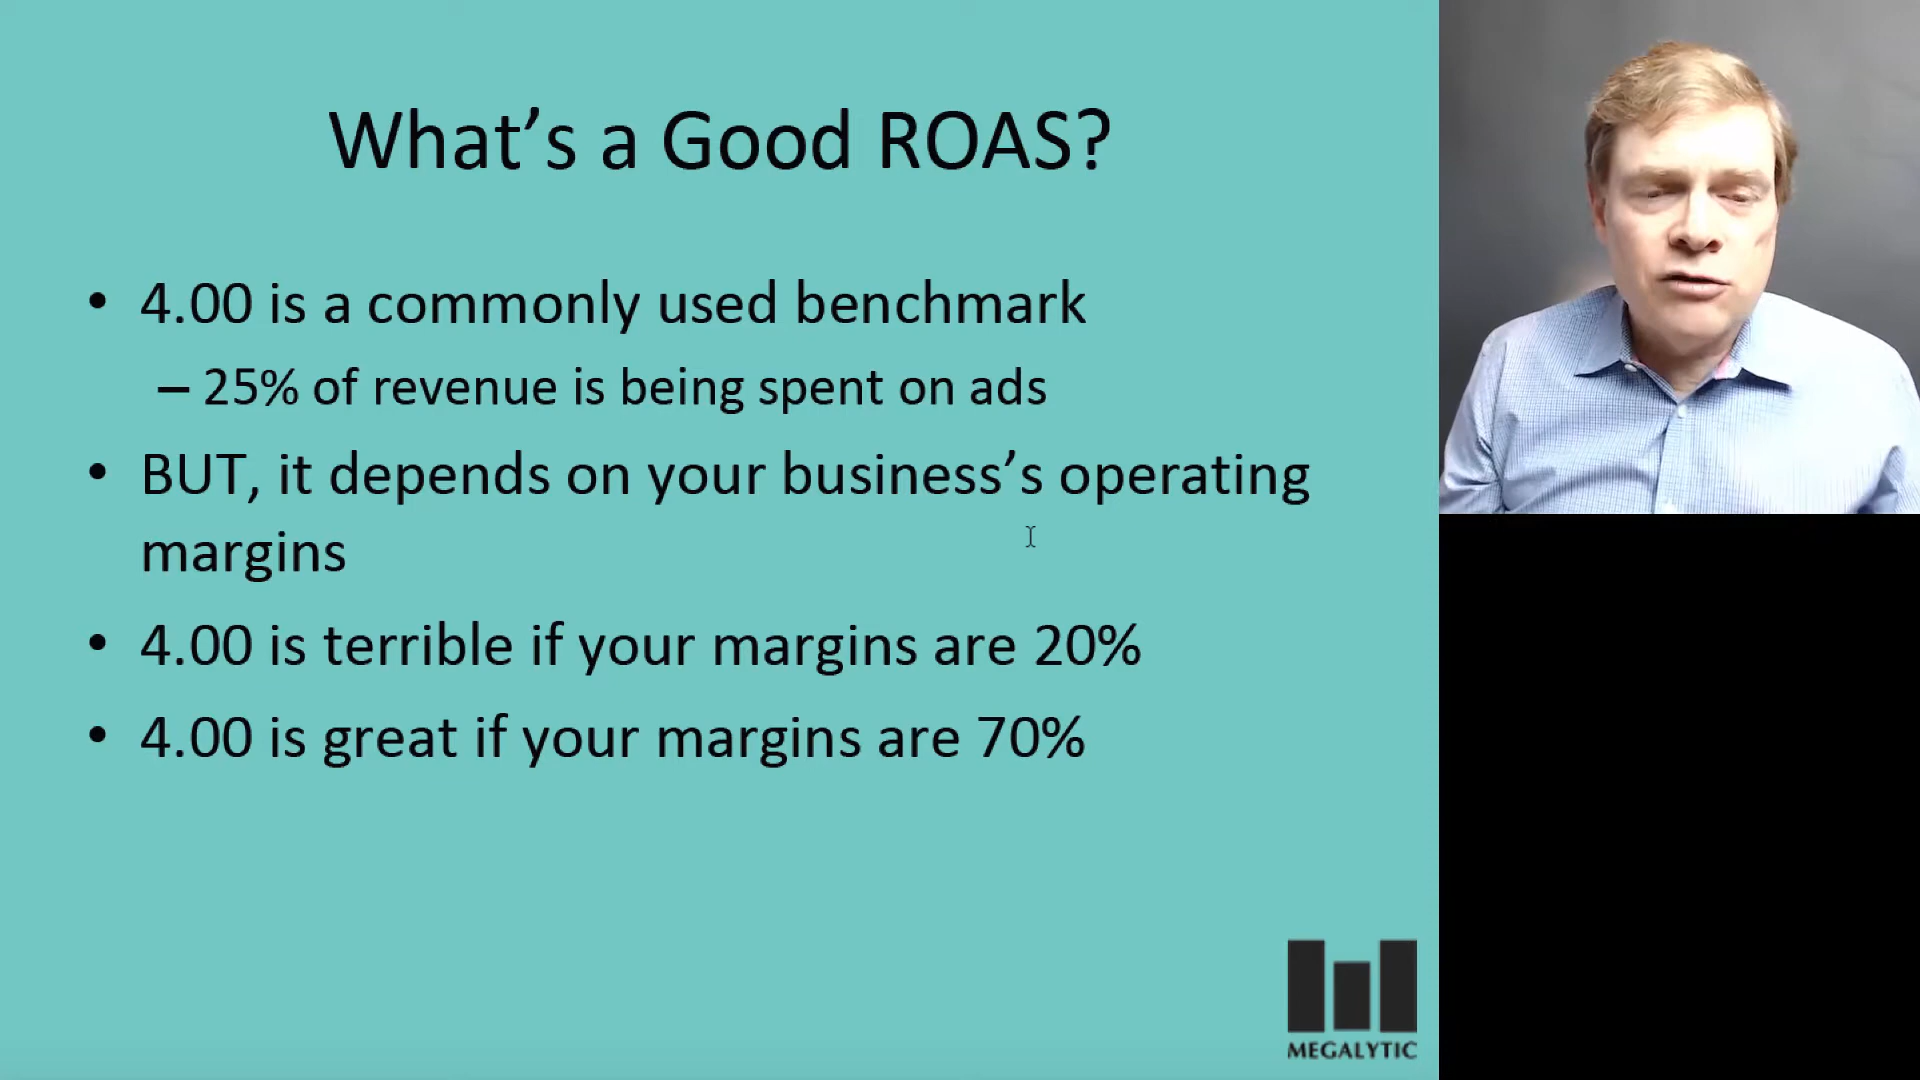 What’s a Good ROAS?
• 4.00 is a commonly used benchmark
– 25% of revenue is being spent on ads
• BUT, it depends on your business’s operating
margins
• 4.00 is terrible if your margins are 20%
• 4.00 is great if your margins are 70%
MEGALYTIC